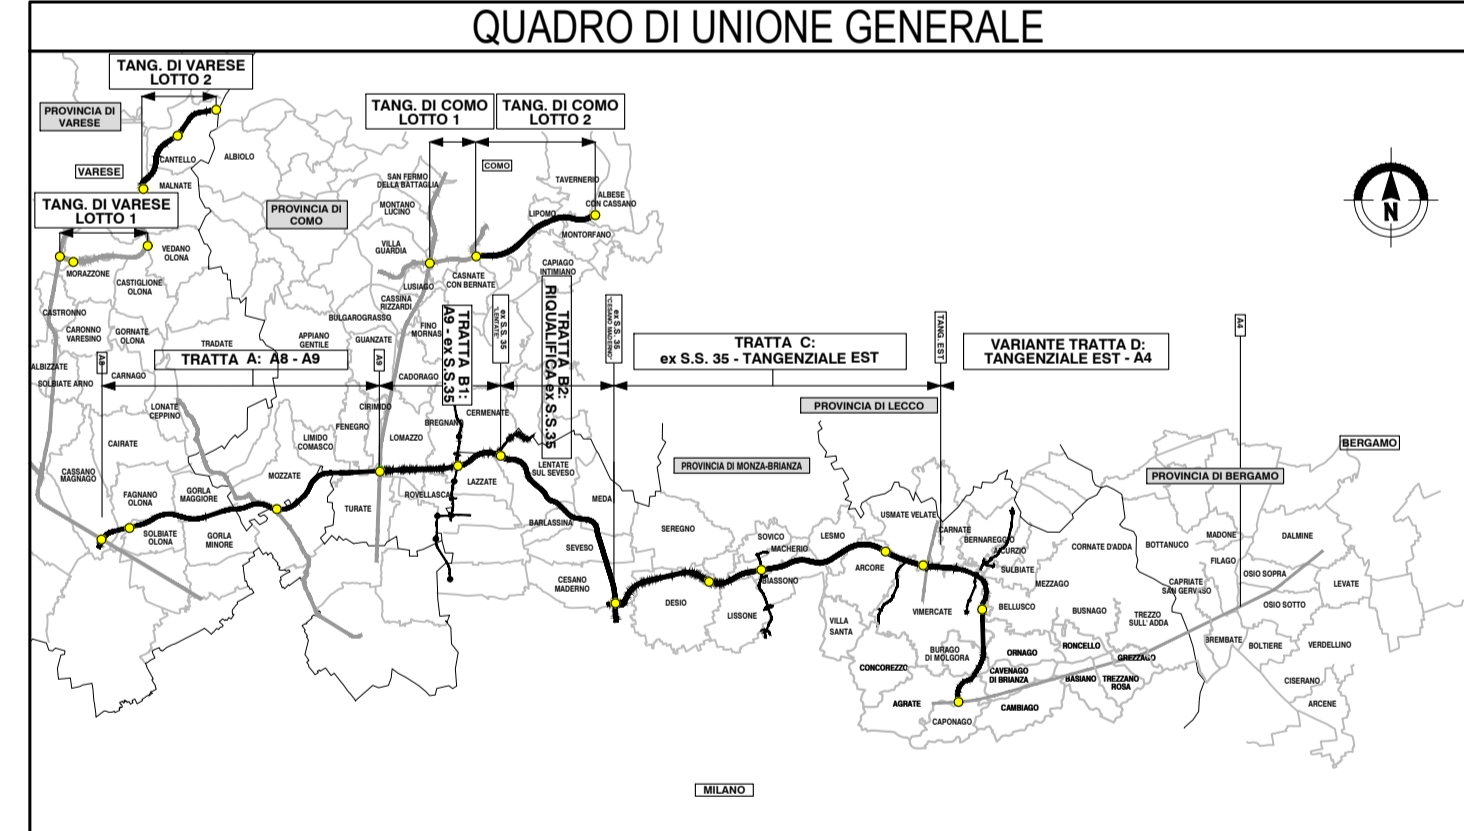 QUADRO DI UNIONE GENERALE
TANG. DI VARESE
LOTTO 2
PROVINCIA DI
VARESE
VARESE
CANTELLO
ALBIOLO
MALNATE
TANG. DI VARESE
LOTTO 1
VEDANO
OLONA
MORAZZONE
CASTIGLIONE
OLONA
PROVINCIA DI
COMO
TANG. DI COMO
LOTTO 1
TANG. DI COMO
LOTTO 2
COMO
SAN FERMO
DELLA BATTAGLIA
MONTANO
LUCINO
VILLA
GUARDIA
TAVERNERIO
ALBESE
CON CASSANO
LIPOMO
MONTORFANO
CAPIAGO
INTIMIANO
CASNATE
CON BERNATE
LUSIAGO
CASSINA
RIZZARDI
BULGAROGRASSO
FINO
MORNAS
GUANZATE
APPIANO
GENTILE
CASTRONNO
CARONNO
VARESINO
GORNATE
OLONA
TRADATE
ALBIZZATE
SOLBIATE ARNO
CARNAGO
A8
TRATTA A: A8 - A9
A9
CADORAGO
TRATTA B1:
A9 - ex S.S.35
ex S.S. 35
"LENTATE"
TRATTA B2:
RIQUALIFICA ex S.S.35
ex S.S. 35
"CESANO MADERNO"
TRATTA C:
ex S.S. 35 - TANGENZIALE EST
TANG. EST
VARIANTE TRATTA D:
TANGENZIALE EST - A4
A4
N
LONATE
CEPPINO
CIRIMIDO
FENEGRO
LIMIDO
COMASCO
LOMAZZO
BREGNANO
CERMENATE
CAIRATE
CASSANO
MAGNAGO
FAGNANO
OLONA
GORLA
MAGGIORE
MOZZATE
TURATE
ROVELLASCA
LAZZATE
LENTATE
SUL SEVESO
SOLBIATE
OLONA
GORLA
MINORE
BARLASSINA
MEDA
SEVESO
CESANO
MADERNO
PROVINCIA DI LECCO
PROVINCIA DI MONZA-BRIANZA
PROVINCIA DI BERGAMO
BERGAMO
SEREGNO
SOVICO
MACHERIO
LESMO
BIASSONO
DESIO
LISSONE
ARCORE
USMATE VELATE
CARNATE
BERNAREGGIO
AICURZIO
SULBIATE
MEZZAGO
CORNATE D'ADDA
BOTTANUCO
MADONE
FILAGO
DALMINE
OSIO SOPRA
CAPRIATE
SAN GERVASO
LEVATE
OSIO SOTTO
VILLA
SANTA
VIMERCATE
BELLUSCO
BUSNAGO
TREZZO
SULL' ADDA
BREMBATE
BOLTIERE
VERDELLINO
CONCOREZZO
BURAGO
DI MOLGORA
ORNAGO
RONCELLO
GREZZAGO
CAVENAGO
DI BRIANZA
BASIANO
TREZZANO
ROSA
CISERANO
ARCENE
AGRATE
CAPONAGO
CAMBIAGO
MILANO